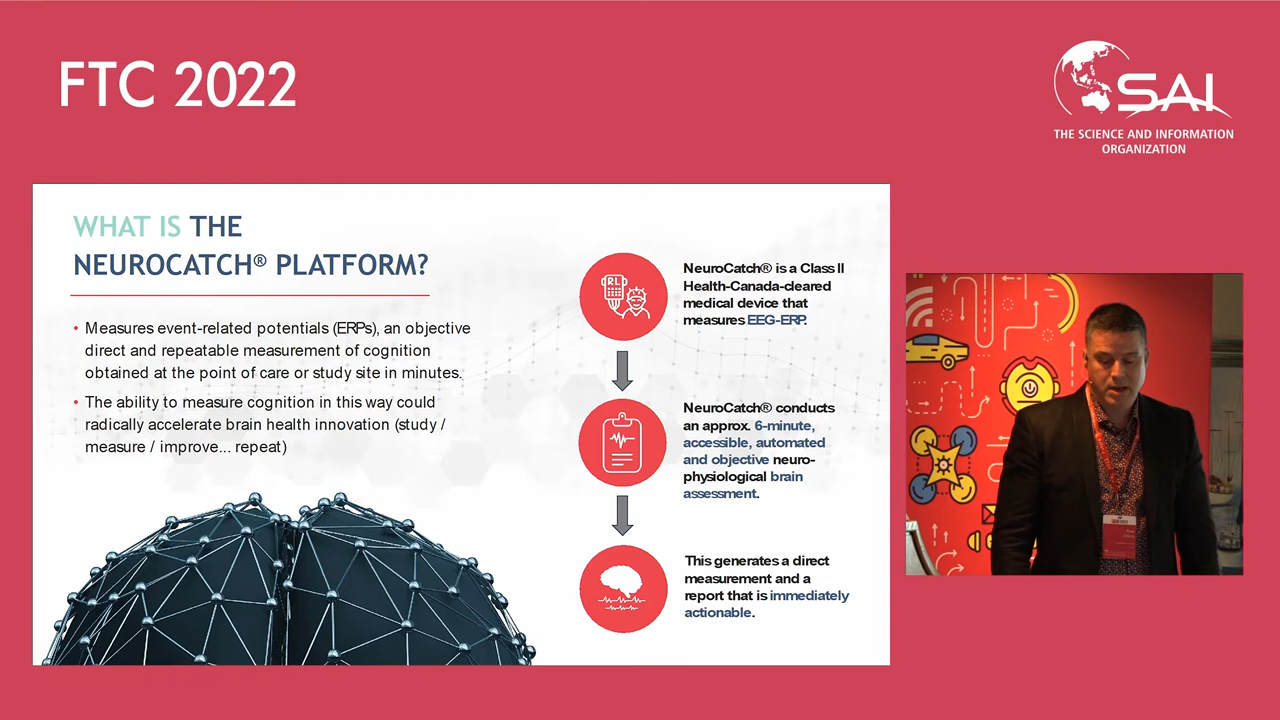 FTC 2022
SAI
THE SCIENCE AND INFORMATION
ORGANIZATION
WHAT IS THE
NEUROCATCH® PLATFORM?
• Measures event-related potentials (ERPs), an objective
direct and repeatable measurement of cognition
obtained at the point of care or study site in minutes.
• The ability to measure cognition in this way could
radically accelerate brain health innovation (study /
measure / improve... repeat)
RL
NeuroCatch® is a Class II
Health-Canada-cleared
medical device that
measures EEG-ERP.
NeuroCatch® conducts
an approx. 6-minute,
accessible, automated
and objective neuro-
physiological brain
assessment.
This generates a direct
measurement and a
report that is immediately
actionable.